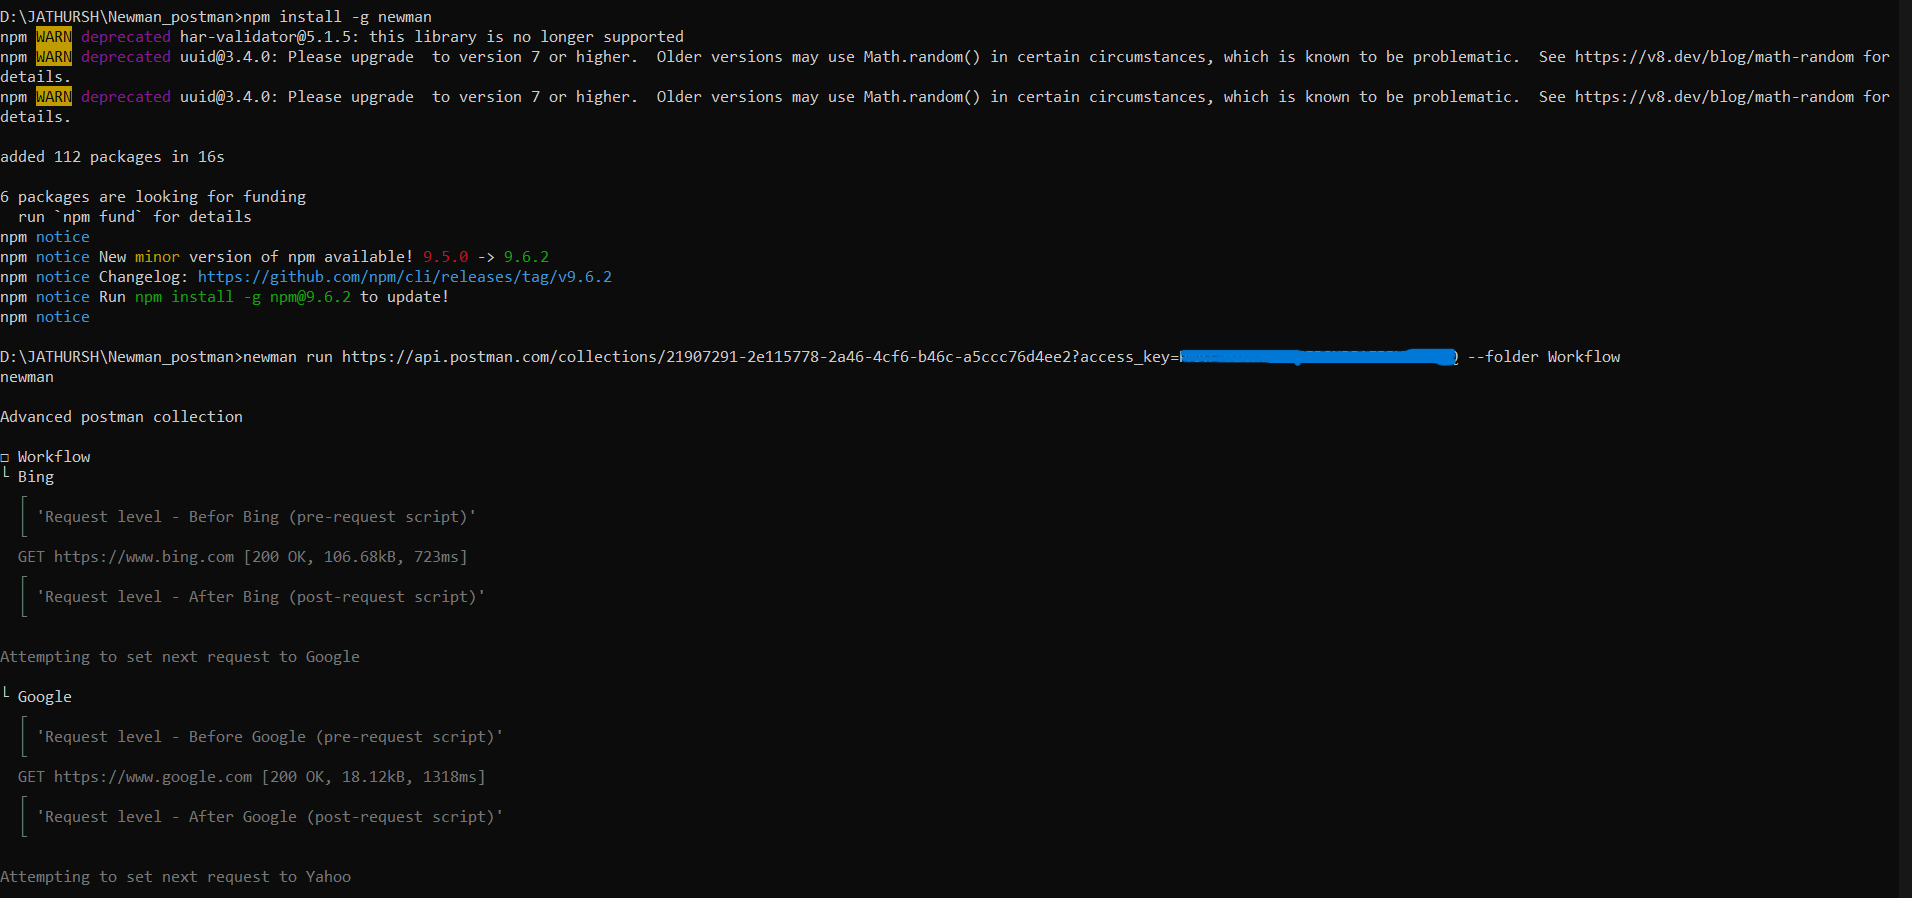 D:\JATHURSH\Newman_postman>npm install -g newman
npm WARN deprecated har-validator@5.1.5: this library is no longer supported
npm WARN deprecated uuid@3.4.0: Please upgrade  to version 7 or higher.  Older versions may use Math.random() in certain circumstances, which is known to be problematic.  See https://v8.dev/blog/math-random for
details.
npm WARN deprecated uuid@3.4.0: Please upgrade  to version 7 or higher.  Older versions may use Math.random() in certain circumstances, which is known to be problematic.  See https://v8.dev/blog/math-random for
details.
added 112 packages in 16s
6 packages are looking for funding
run `npm fund` for details
npm notice
npm notice New minor version of npm available! 9.5.0 -> 9.6.2
npm notice Changelog: https://github.com/npm/cli/releases/tag/v9.6.2
npm notice Run npm install -g npm@9.6.2 to update!
npm notice
D:\JATHURSH\Newman_postman>newman run https://api.postman.com/collections/21907291-2e115778-2a46-4cf6-b46c-a5ccc76d4ee2?access_key= --folder Workflow
newman
Advanced postman collection
□ Workflow
└ Bing
'Request level - Befor Bing (pre-request script)'
GET https://www.bing.com [200 OK, 106.68kB, 723ms]
'Request level - After Bing (post-request script)'
Attempting to set next request to Google
└ Google
'Request level - Before Google (pre-request script)'
GET https://www.google.com [200 OK, 18.12kB, 1318ms]
'Request level - After Google (post-request script)'
Attempting to set next request to Yahoo